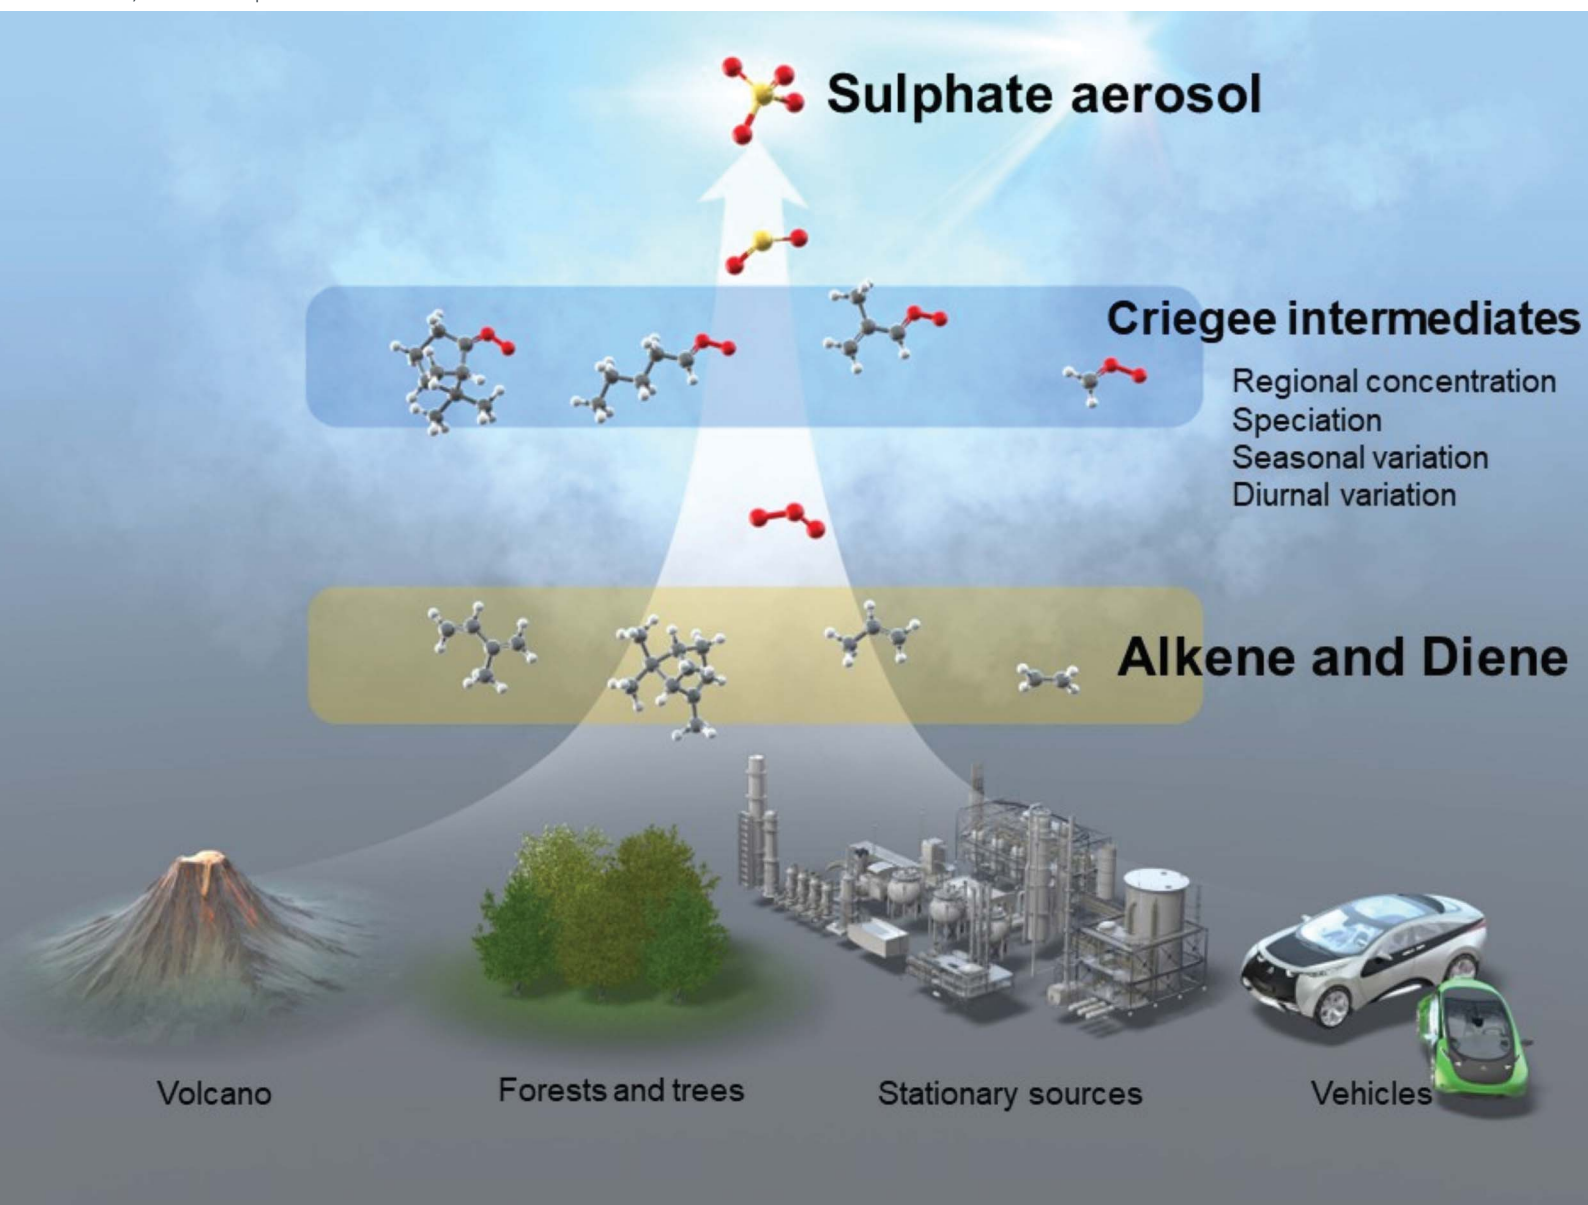 Sulphate aerosol
Criegee intermediates
Regional concentration
Speciation
Seasonal variation
Diurnal variation
Alkene and Diene
Volcano
Forests and trees
Stationary sources
Vehicles